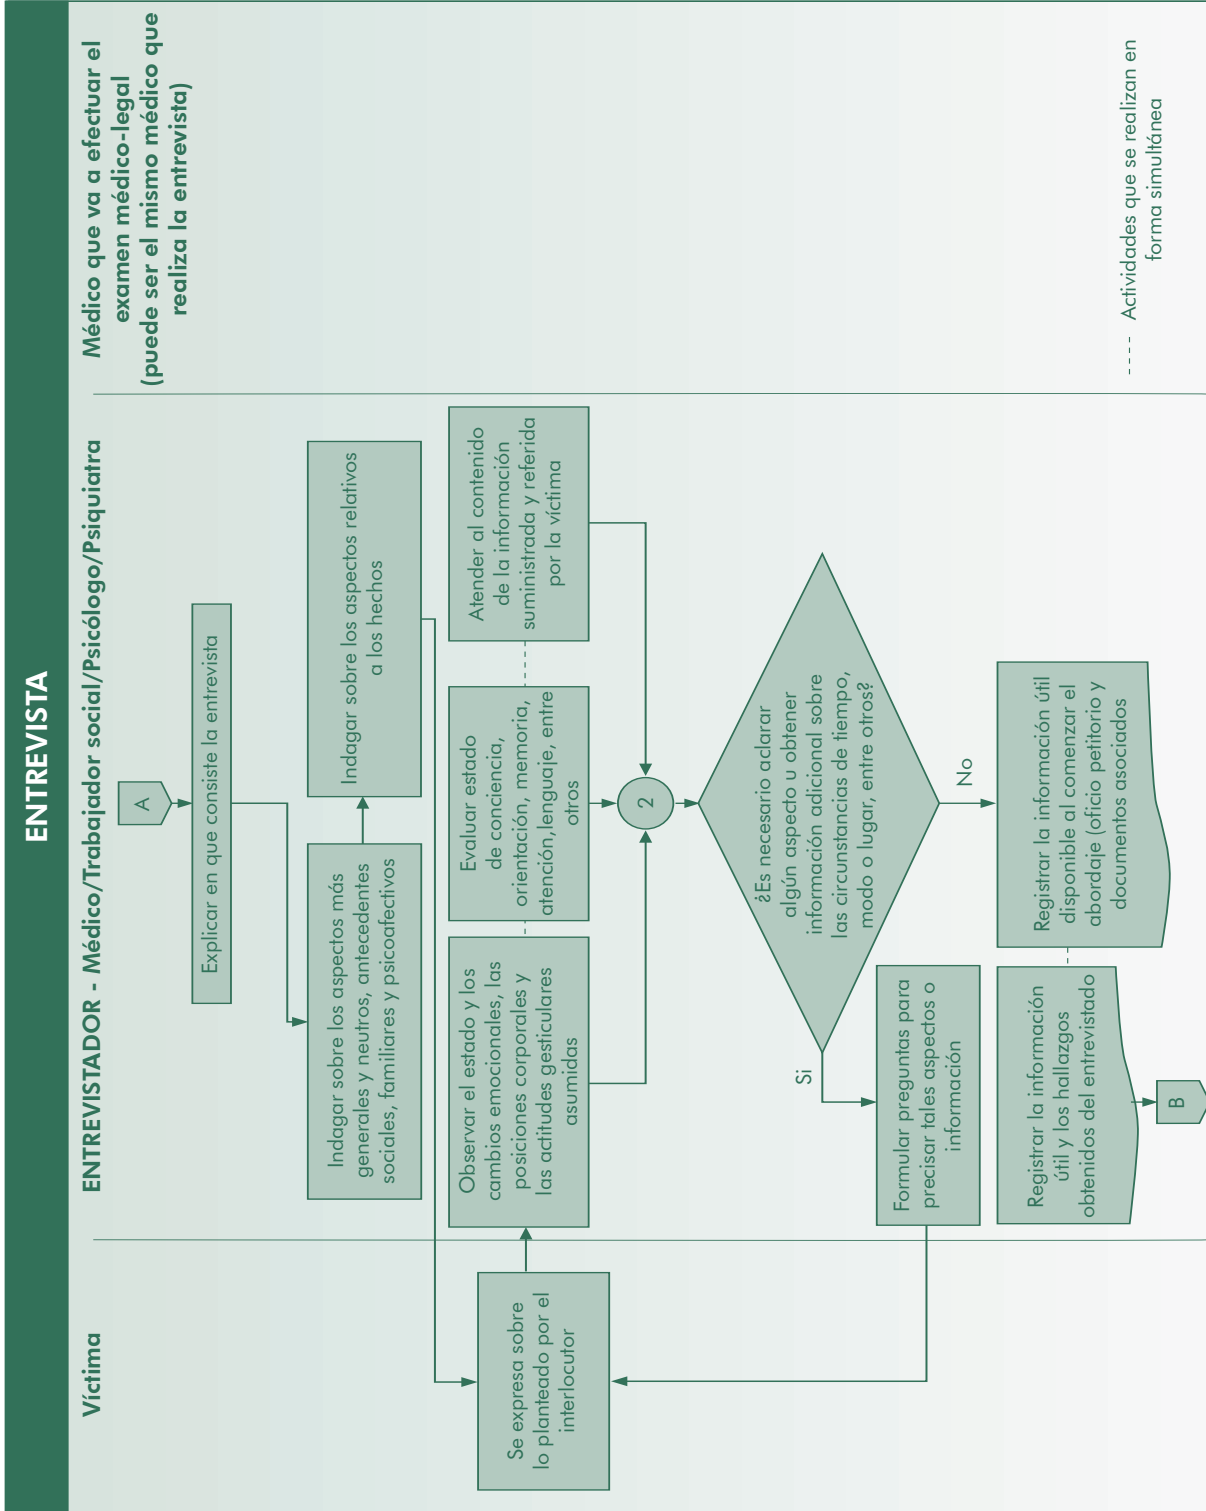 ENTREVISTA
Víctima
ENTREVISTADOR - Médico/Trabajador social/Psicólogo/Psiquiatra
Médico que va a efectuar el
examen médico-legal
(puede ser el mismo médico que
realiza la entrevista)
A
Explicar en que consiste la entrevista
Indagar sobre los aspectos más
generales y neutros, antecedentes
sociales, familiares y psicoafectivos
Indagar sobre los aspectos relativos
a los hechos
Se expresa sobre
lo planteado por el
interlocutor
Observar el estado y los
cambios emocionales, las
posiciones corporales y
las actitudes gesticulares
asumidas
Evaluar estado
de conciencia,
orientación, memoria,
atención,lenguaje, entre
otros
Atender al contenido
de la información
suministrada y referida
por la víctima
2
¿Es necesario aclarar
algún aspecto u obtener
información adicional sobre
las circunstancias de tiempo,
modo o lugar, entre otros?
Si
No
Formular preguntas para
precisar tales aspectos o
información
Registrar la información
útil y los hallazgos
obtenidos del entrevistado
Registrar la información útil
disponible al comenzar el
abordaje (oficio petitorio y
documentos asociados
B
---- Actividades que se realizan en
forma simultánea